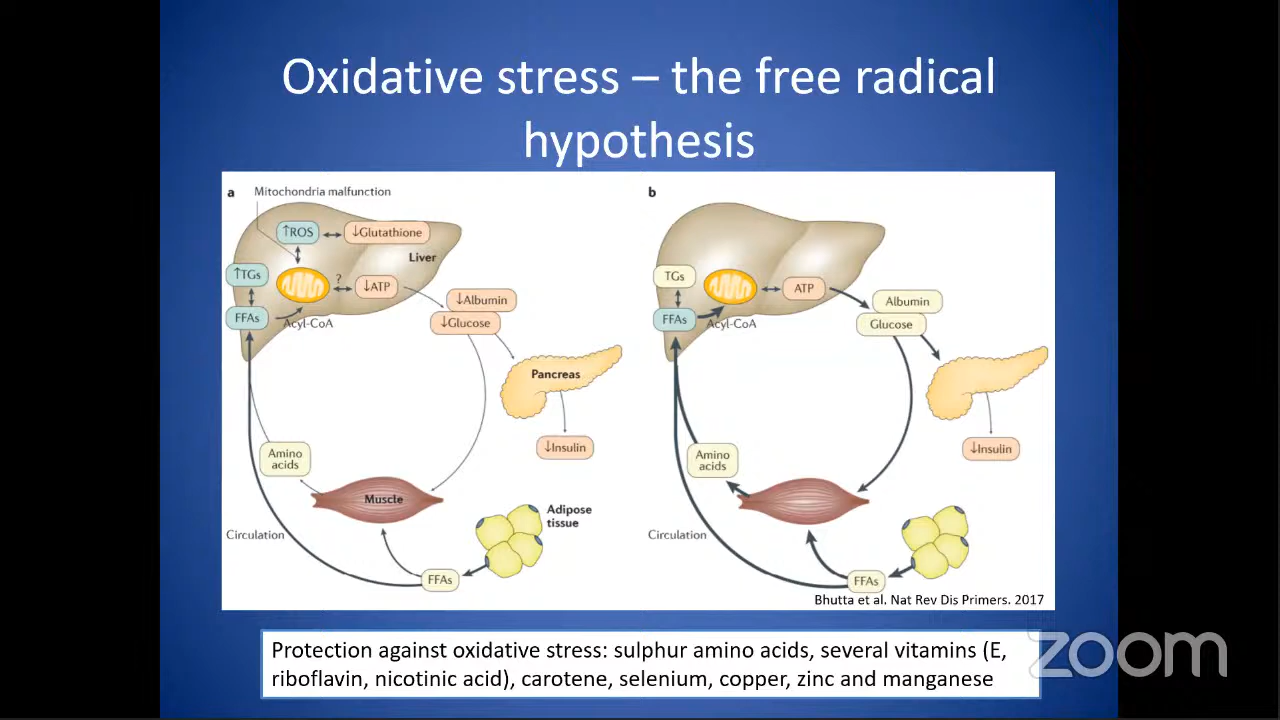 Oxidative stress – the free radical
hypothesis
a
Mitochondria malfunction
↑ROS
↓Glutathione
Liver
↑TGs
?
↓ATP
FFAs
Acyl-CoA
↓Albumin
↓Glucose
Pancreas
↓Insulin
Amino
acids
Muscle
Adipose
tissue
Circulation
FFAs
b
TGs
ATP
FFAs
Acyl-CoA
Albumin
Glucose
↓Insulin
Amino
acids
Circulation
FFAs
Bhutta et al. Nat Rev Dis Primers. 2017
Protection against oxidative stress: sulphur amino acids, several vitamins (E,
riboflavin, nicotinic acid), carotene, selenium, copper, zinc and manganese
zoom